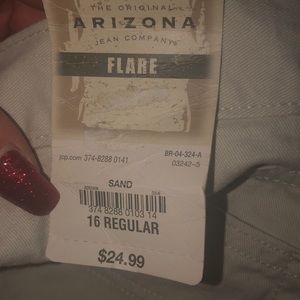 THE ORIGINAL
ARIZONA
JEAN COMPANY
FLARE
jcp.com 374-8288 0141
BR-04-324-A
03242-5
SAND
374 8288 0103 14
16 REGULAR
$24.99